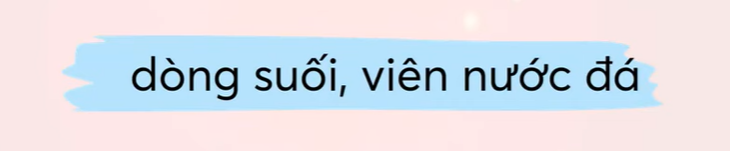 dòng suối, viên nước đá